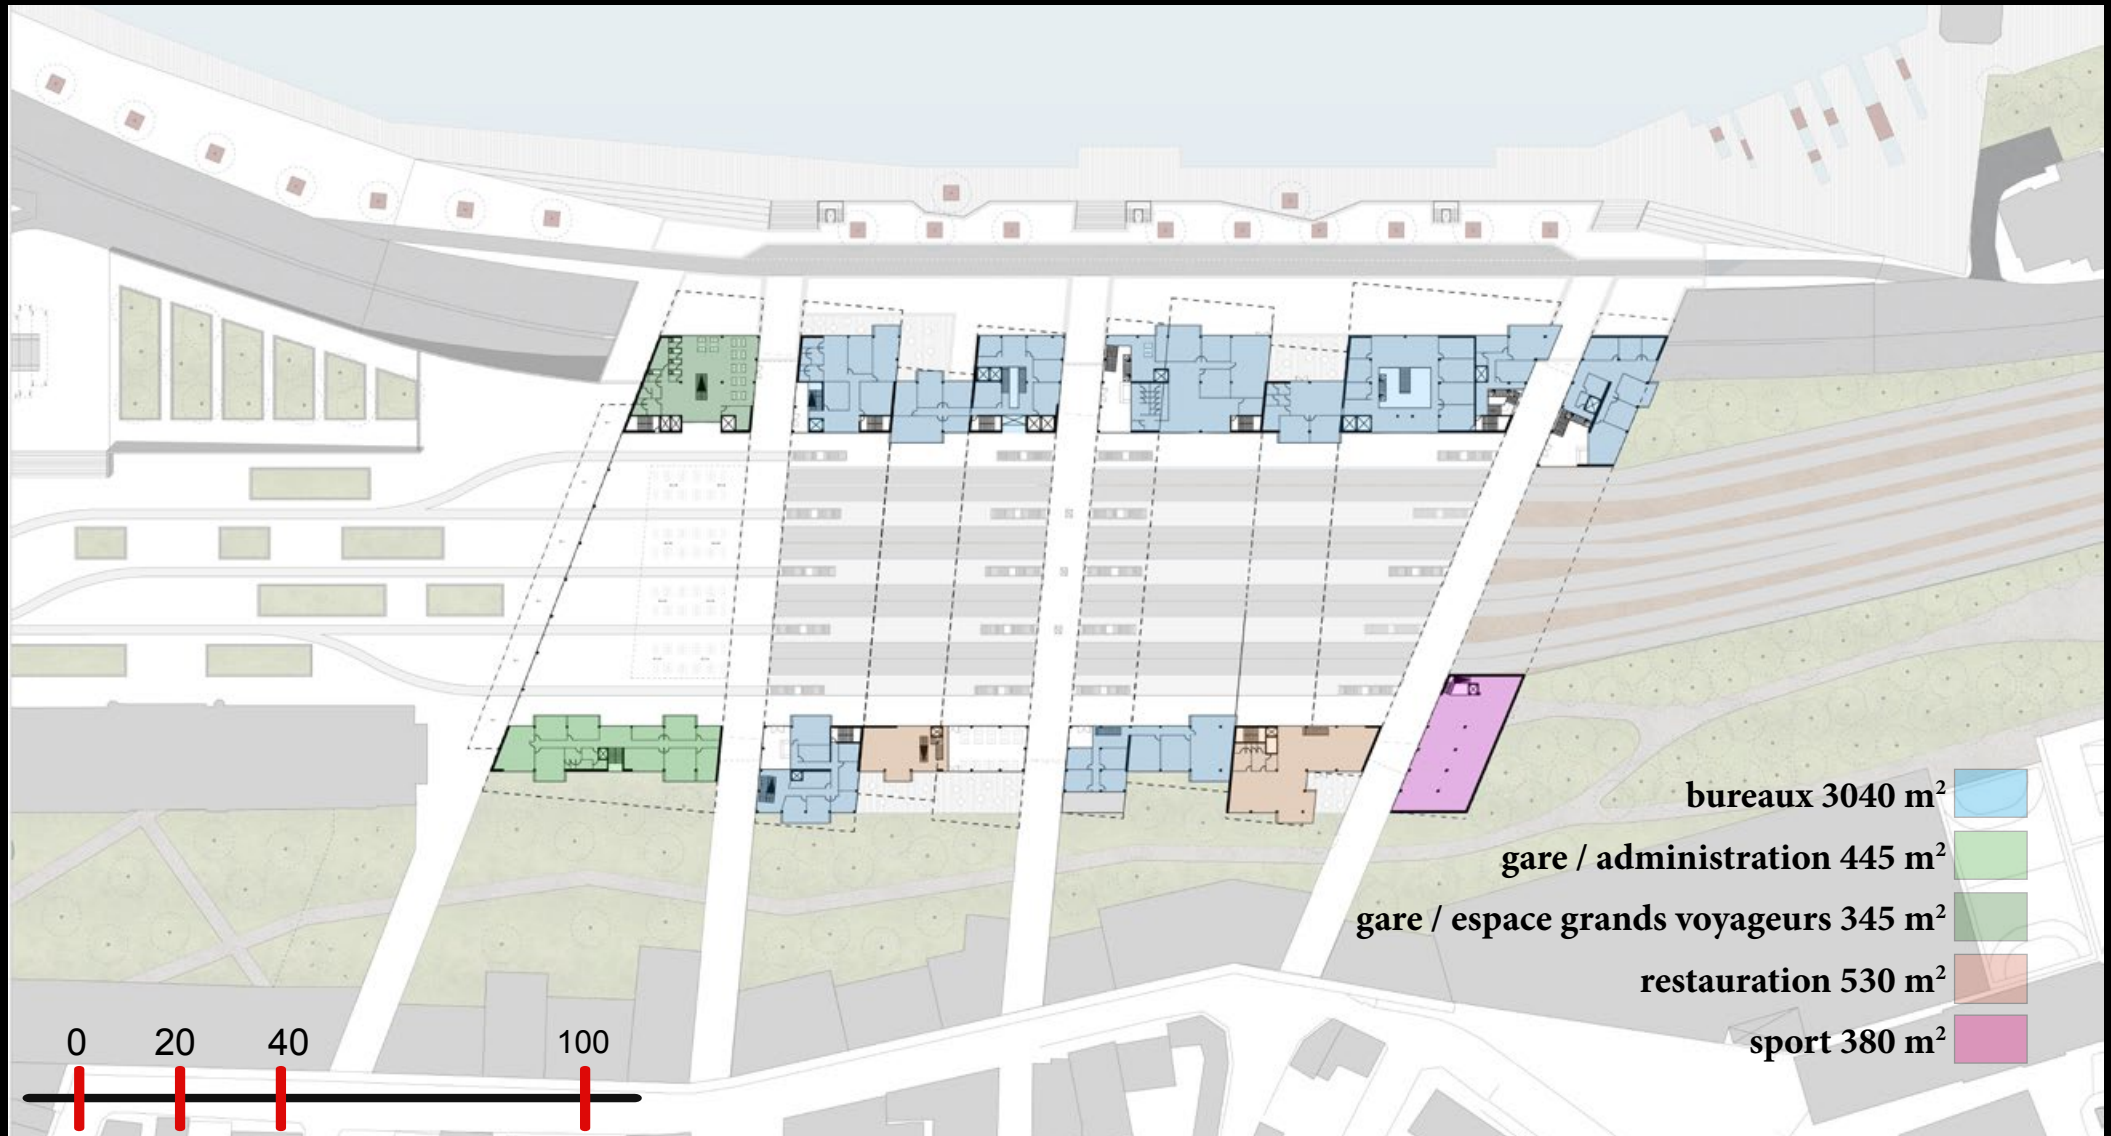 bureaux 3040 m²
gare / administration 445 m²
gare / espace grands voyageurs 345 m²
restauration 530 m²
sport 380 m²
0 20 40 100